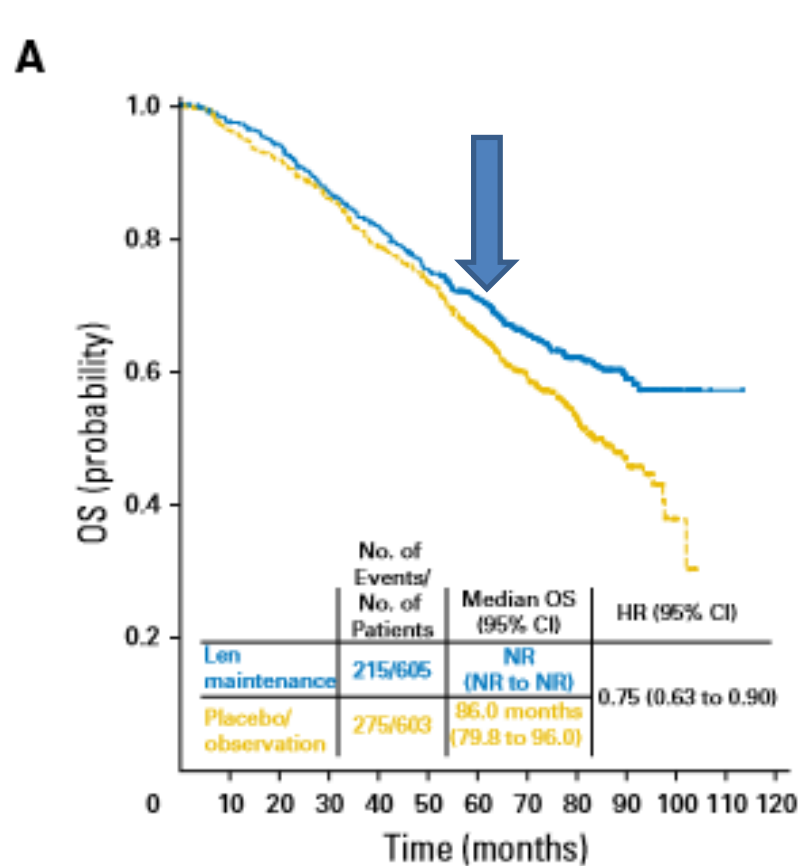 A
1.0
0.8
0.6
0.4
0.2
OS (probability)
No. of
Events/
No. of
Patients
Median OS
(95% CI)
HR (95% CI)
Len
maintenance
215/605
NR
(NR to NR)
0.75 (0.63 to 0.90)
Placebo/
observation
275/603
86.0 months
(79.8 to 96.0)
0 10 20 30 40 50 60 70 80 90 100 110 120
Time (months)